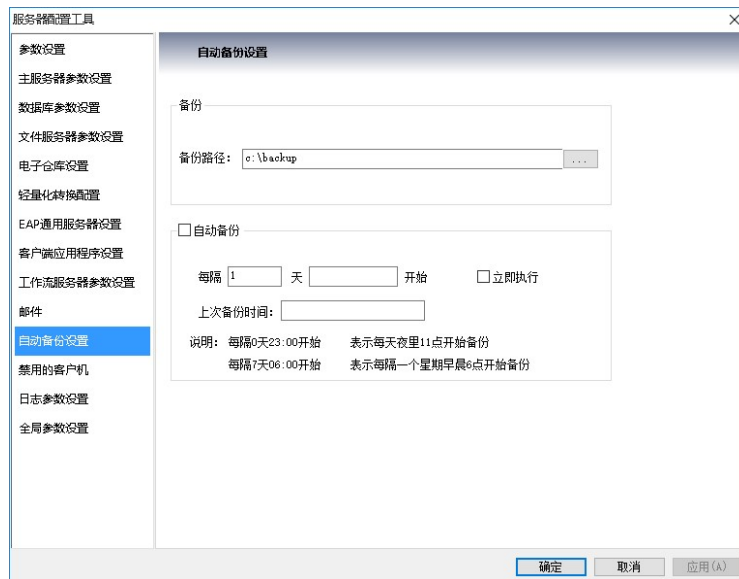 服务器配置工具
参数设置
主服务器参数设置
数据库参数设置
文件服务器参数设置
电子仓库设置
轻量化转换配置
EAP通用服务器设置
客户端应用程序设置
工作流服务器参数设置
邮件
自动备份设置
禁用的客户机
日志参数设置
全局参数设置
自动备份设置
备份
备份路径: c:\backup ...
自动备份
每隔 1 天 开始 立即执行
上次备份时间:
说明: 每隔0天23:00开始 表示每天夜里11点开始备份
每隔7天06:00开始 表示每隔一个星期早晨6点开始备份
确定 取消 应用(A)